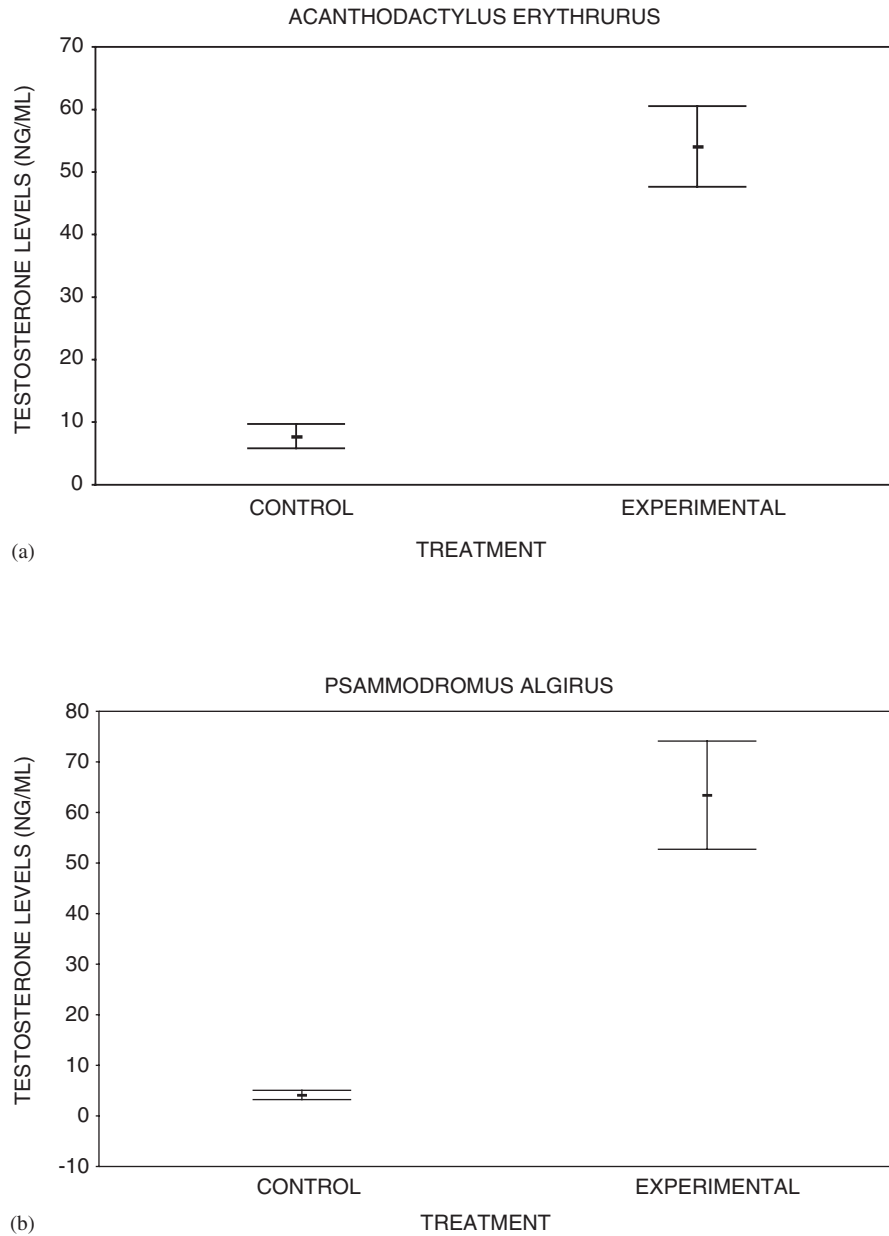 ACANTHODACTYLUS ERYTHRURUS
TESTOSTERONE LEVELS (NG/ML)
70
60
50
40
30
20
10
0
CONTROL EXPERIMENTAL
(a) TREATMENT
PSAMMODROMUS ALGIRUS
TESTOSTERONE LEVELS (NG/ML)
80
70
60
50
40
30
20
10
0
-10
CONTROL EXPERIMENTAL
(b) TREATMENT